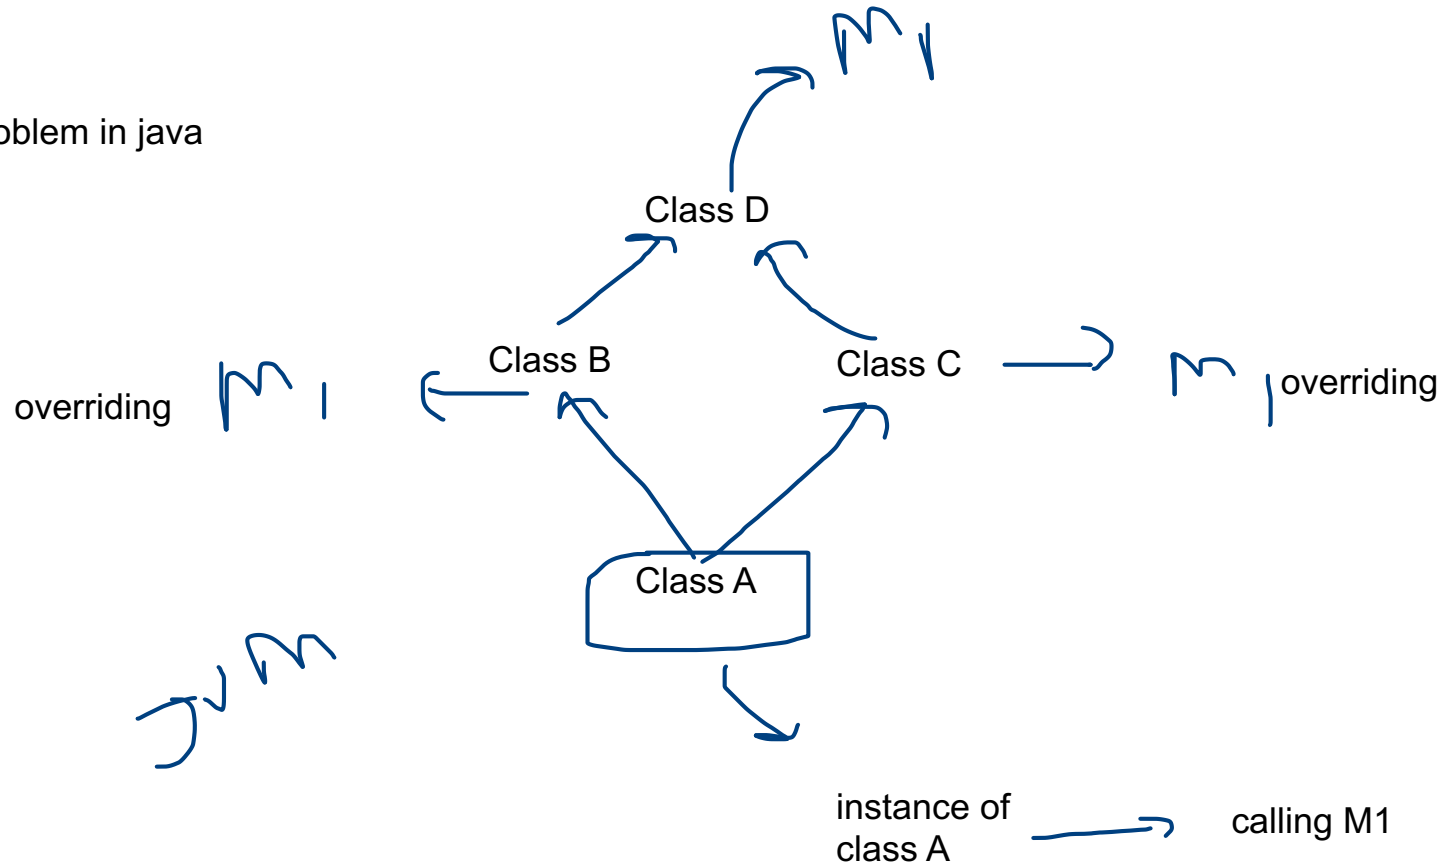 M1
oblem in java
Class D
Class B
Class C
overriding M1
M1 overriding
Class A
JVM
instance of
class A
calling M1